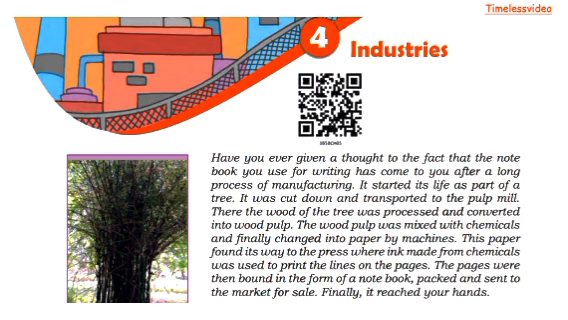 Timelessvideo
4 Industries
Have you ever given a thought to the fact that the note
book you use for writing has come to you after a long
process of manufacturing. It started its life as part of a
tree. It was cut down and transported to the pulp mill.
There the wood of the tree was processed and converted
into wood pulp. The wood pulp was mixed with chemicals
and finally changed into paper by machines. This paper
found its way to the press where ink made from chemicals
was used to print the lines on the pages. The pages were
then bound in the form of a note book, packed and sent to
the market for sale. Finally, it reached your hands.